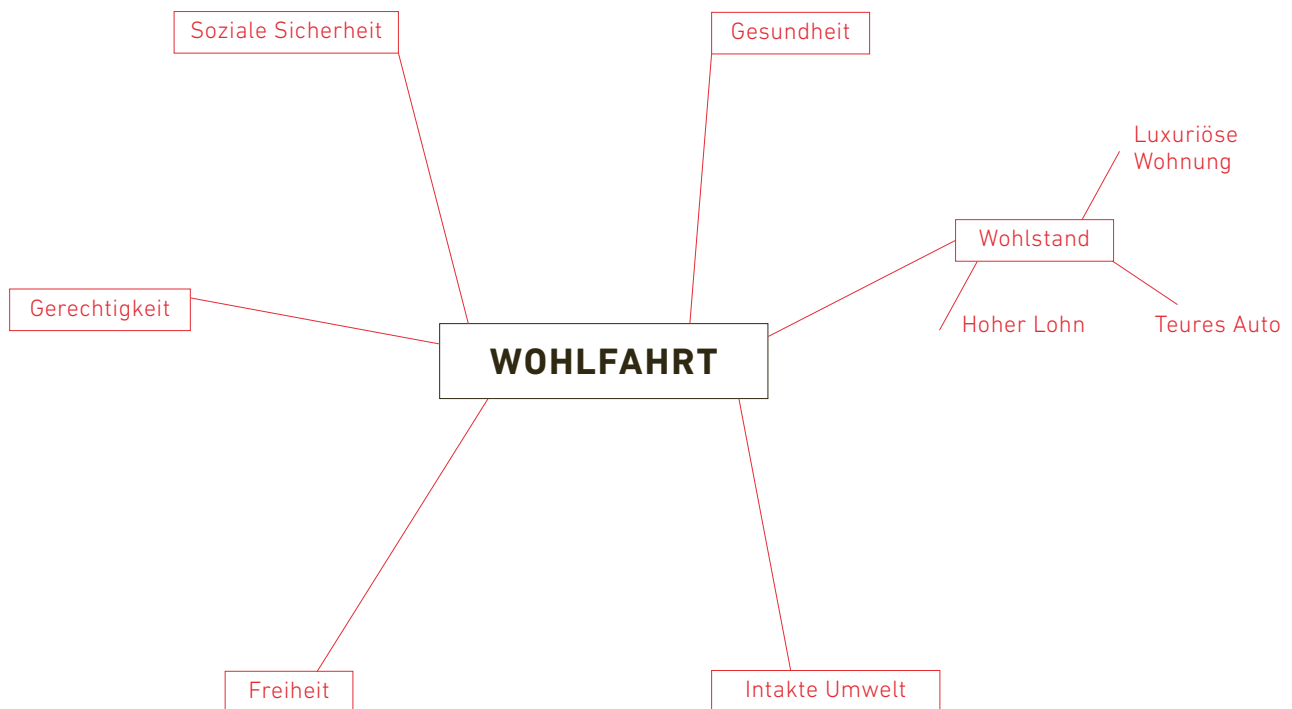 Soziale Sicherheit
Gesundheit
Luxuriöse
Wohnung
Wohlstand
Gerechtigkeit
Hoher Lohn
Teures Auto
WOHLFAHRT
Freiheit
Intakte Umwelt